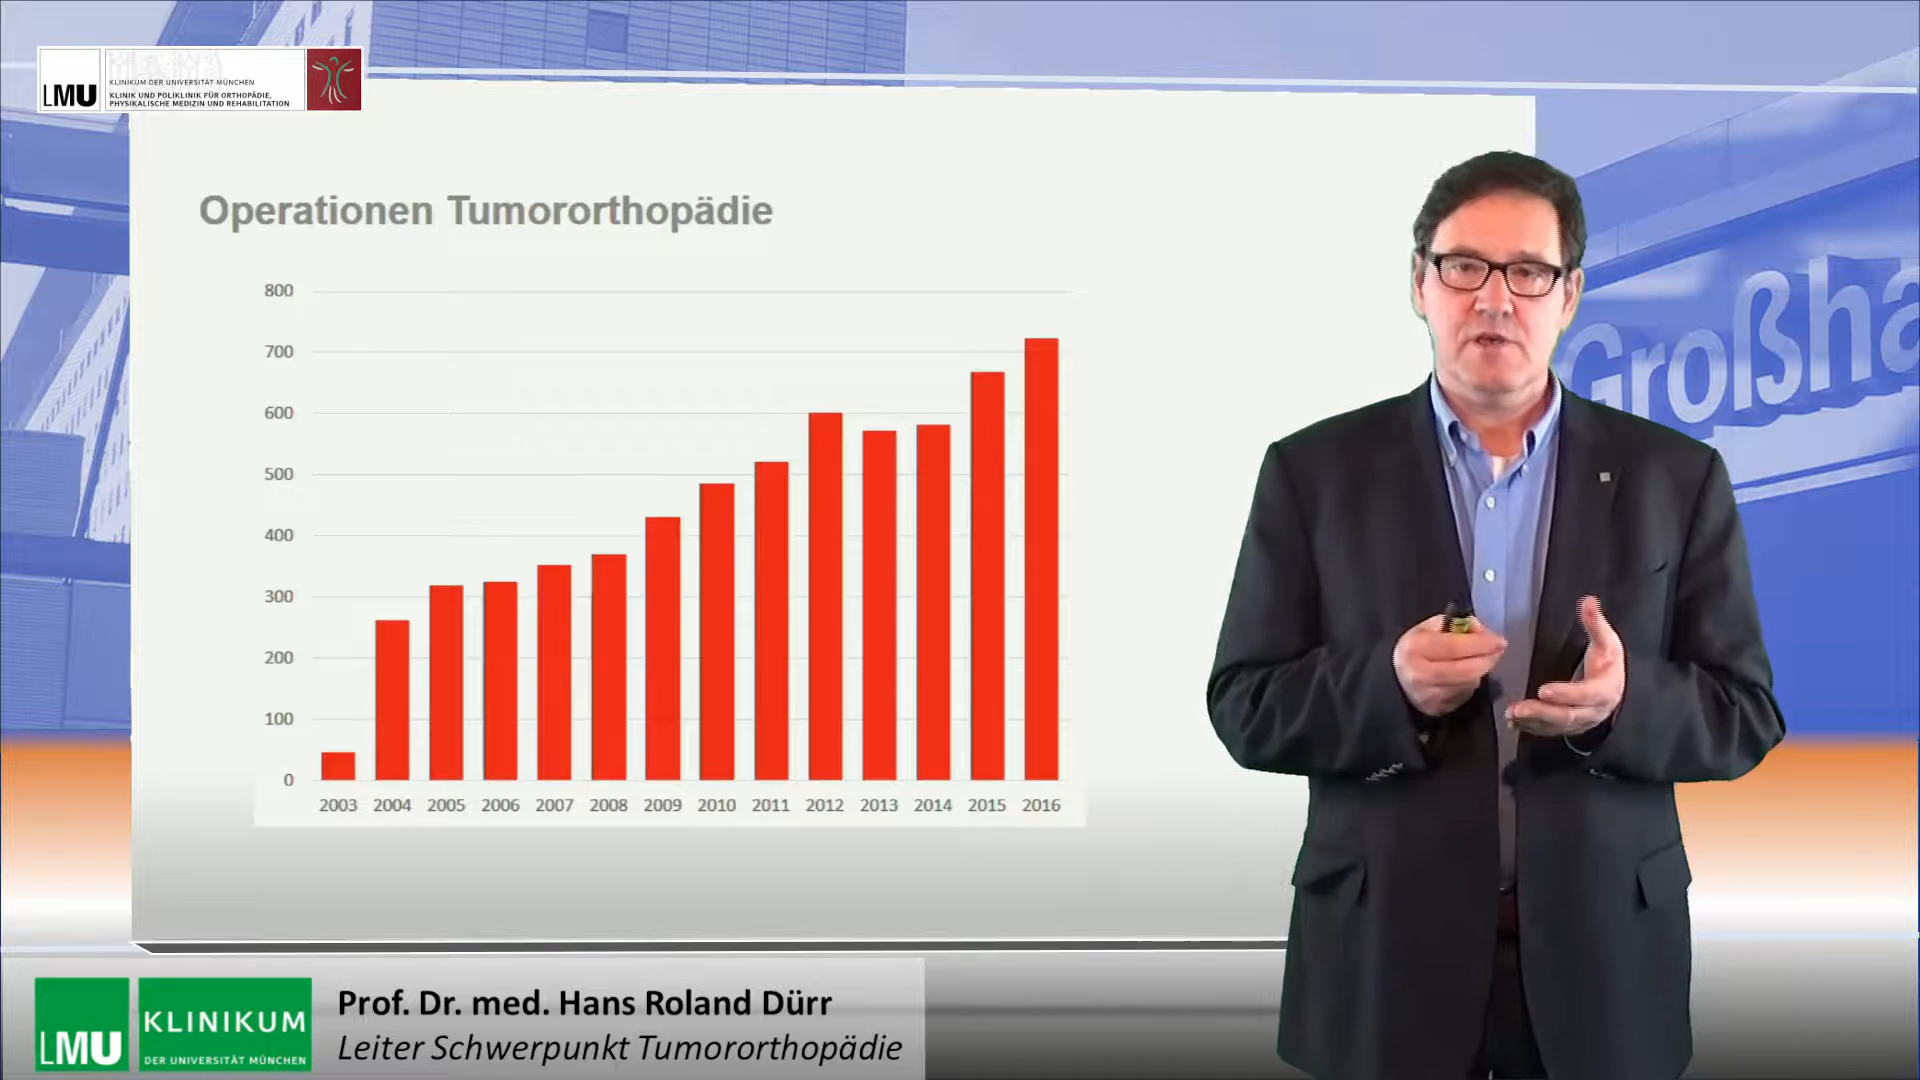 LMU
KLINIKUM DER UNIVERSITÄT MÜNCHEN
KLINIK UND POLIKLINIK FÜR ORTHOPÄDIE,
PHYSIKALISCHE MEDIZIN UND REHABILITATION
Operationen Tumororthopädie
800
700
600
500
400
300
200
100
0
2003 2004 2005 2006 2007 2008 2009 2010 2011 2012 2013 2014 2015 2016
Großha
LMU
KLINIKUM
DER UNIVERSITÄT MÜNCHEN
Prof. Dr. med. Hans Roland Dürr
Leiter Schwerpunkt Tumororthopädie